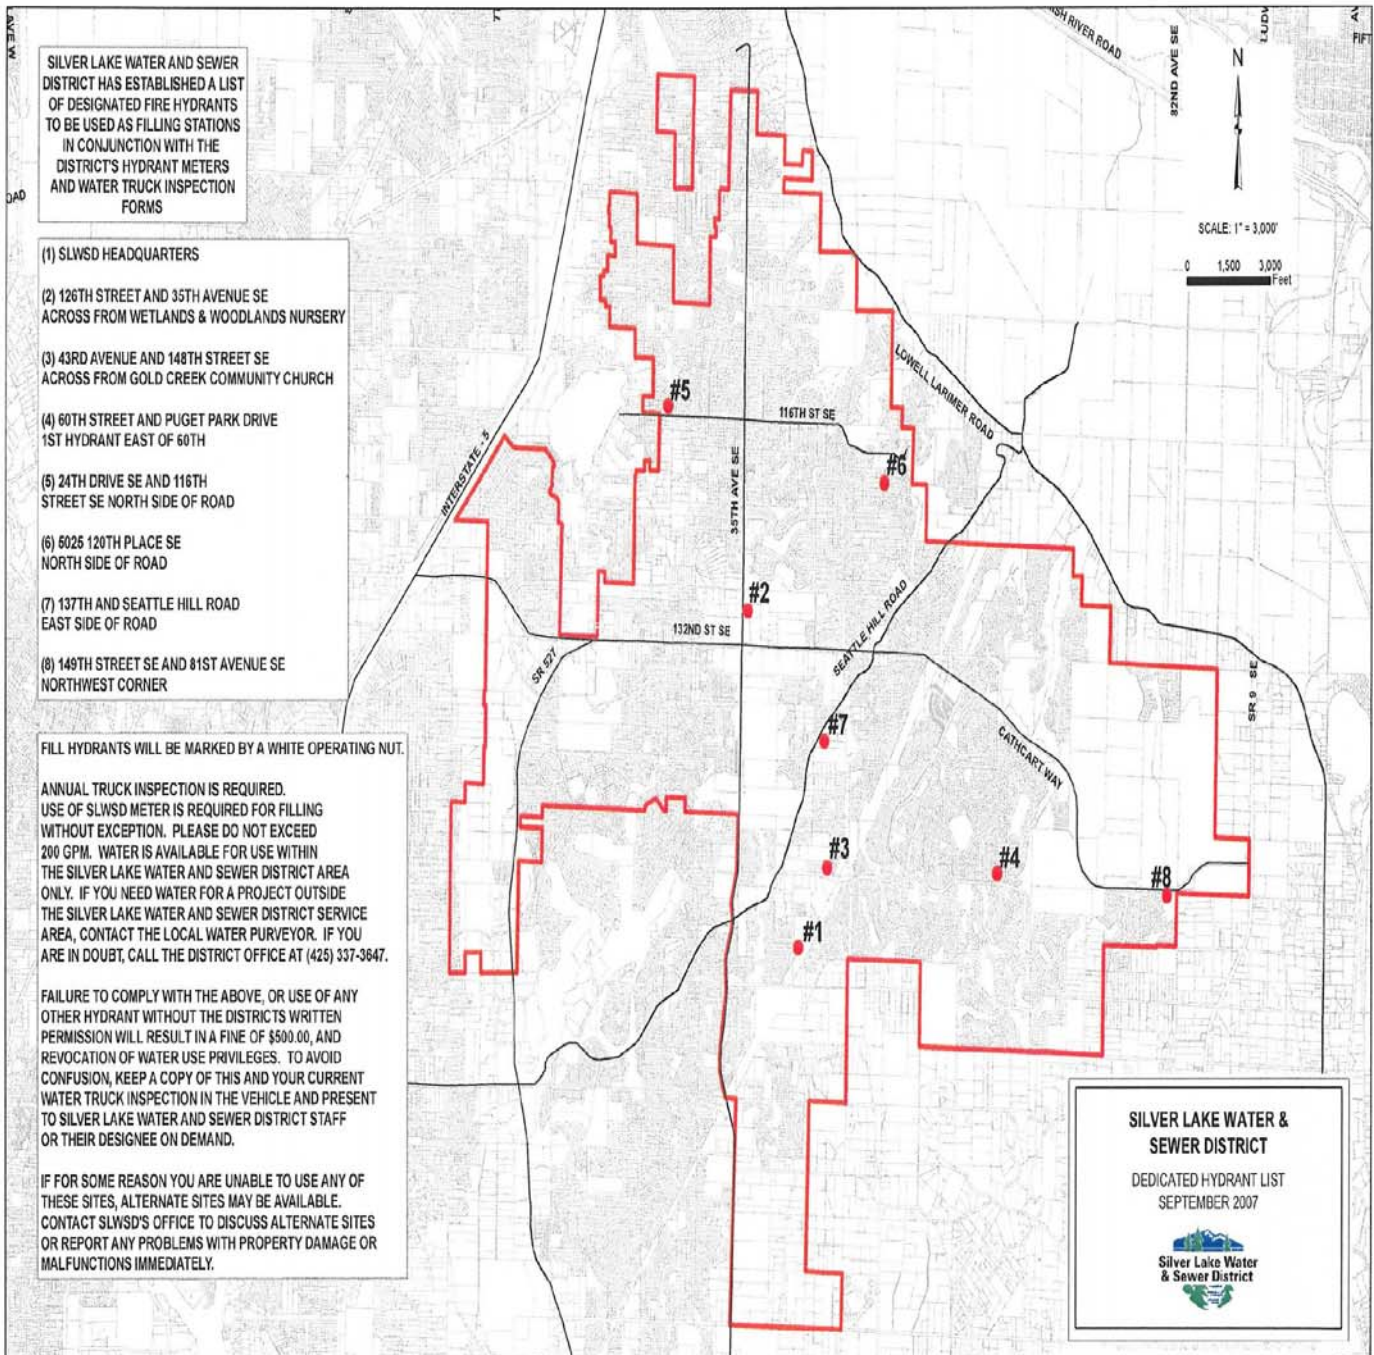 SILVER LAKE WATER AND SEWER
DISTRICT HAS ESTABLISHED A LIST
OF DESIGNATED FIRE HYDRANTS
TO BE USED AS FILLING STATIONS
IN CONJUNCTION WITH THE
DISTRICT'S HYDRANT METERS
AND WATER TRUCK INSPECTION
FORMS
(1) SLWSD HEADQUARTERS
(2) 126TH STREET AND 35TH AVENUE SE
ACROSS FROM WETLANDS & WOODLANDS NURSERY
(3) 43RD AVENUE AND 148TH STREET SE
ACROSS FROM GOLD CREEK COMMUNITY CHURCH
(4) 60TH STREET AND PUGET PARK DRIVE
1ST HYDRANT EAST OF 60TH
(5) 24TH DRIVE SE AND 116TH
STREET SE NORTH SIDE OF ROAD
(6) 5025 120TH PLACE SE
NORTH SIDE OF ROAD
(7) 137TH AND SEATTLE HILL ROAD
EAST SIDE OF ROAD
(8) 149TH STREET SE AND 81ST AVENUE SE
NORTHWEST CORNER
FILL HYDRANTS WILL BE MARKED BY A WHITE OPERATING NUT.
ANNUAL TRUCK INSPECTION IS REQUIRED.
USE OF SLWSD METER IS REQUIRED FOR FILLING
WITHOUT EXCEPTION. PLEASE DO NOT EXCEED
200 GPM. WATER IS AVAILABLE FOR USE WITHIN
THE SILVER LAKE WATER AND SEWER DISTRICT AREA
ONLY. IF YOU NEED WATER FOR A PROJECT OUTSIDE
THE SILVER LAKE WATER AND SEWER DISTRICT SERVICE
AREA, CONTACT THE LOCAL WATER PURVEYOR. IF YOU
ARE IN DOUBT, CALL THE DISTRICT OFFICE AT (425) 337-3647.
FAILURE TO COMPLY WITH THE ABOVE, OR USE OF ANY
OTHER HYDRANT WITHOUT THE DISTRICTS WRITTEN
PERMISSION WILL RESULT IN A FINE OF $500.00, AND
REVOCATION OF WATER USE PRIVILEGES. TO AVOID
CONFUSION, KEEP A COPY OF THIS AND YOUR CURRENT
WATER TRUCK INSPECTION IN THE VEHICLE AND PRESENT
TO SILVER LAKE WATER AND SEWER DISTRICT STAFF
OR THEIR DESIGNEE ON DEMAND.
IF FOR SOME REASON YOU ARE UNABLE TO USE ANY OF
THESE SITES, ALTERNATE SITES MAY BE AVAILABLE.
CONTACT SLWSD'S OFFICE TO DISCUSS ALTERNATE SITES
OR REPORT ANY PROBLEMS WITH PROPERTY DAMAGE OR
MALFUNCTIONS IMMEDIATELY.
AVE W
OAD
ISH RIVER ROAD
82ND AVE SE
LUDW
AV
FIFT
N
SCALE: 1" = 3,000'
0 1,500 3,000
Feet
LOWELL LARIMER ROAD
#5
116TH ST SE
#6
INTERSTATE - 5
35TH AVE SE
#2
132ND ST SE
SEATTLE HILL ROAD
SR 527
SR 9 SE
#7
CATHCART WAY
#3
#4
#8
#1
SILVER LAKE WATER &
SEWER DISTRICT
DEDICATED HYDRANT LIST
SEPTEMBER 2007
Silver Lake Water
& Sewer District